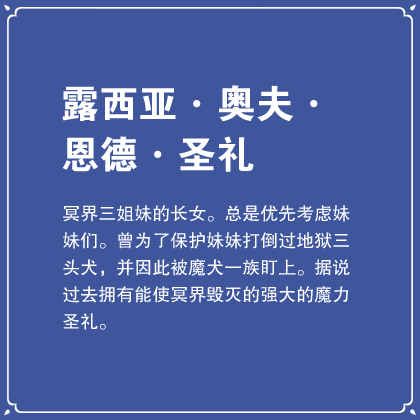 露西亚·奥夫·
恩德·圣礼
冥界三姐妹的长女。总是优先考虑妹
妹们。曾为了保护妹妹打倒过地狱三
头犬，并因此被魔犬一族盯上。据说
过去拥有能使冥界毁灭的强大的魔力
圣礼。